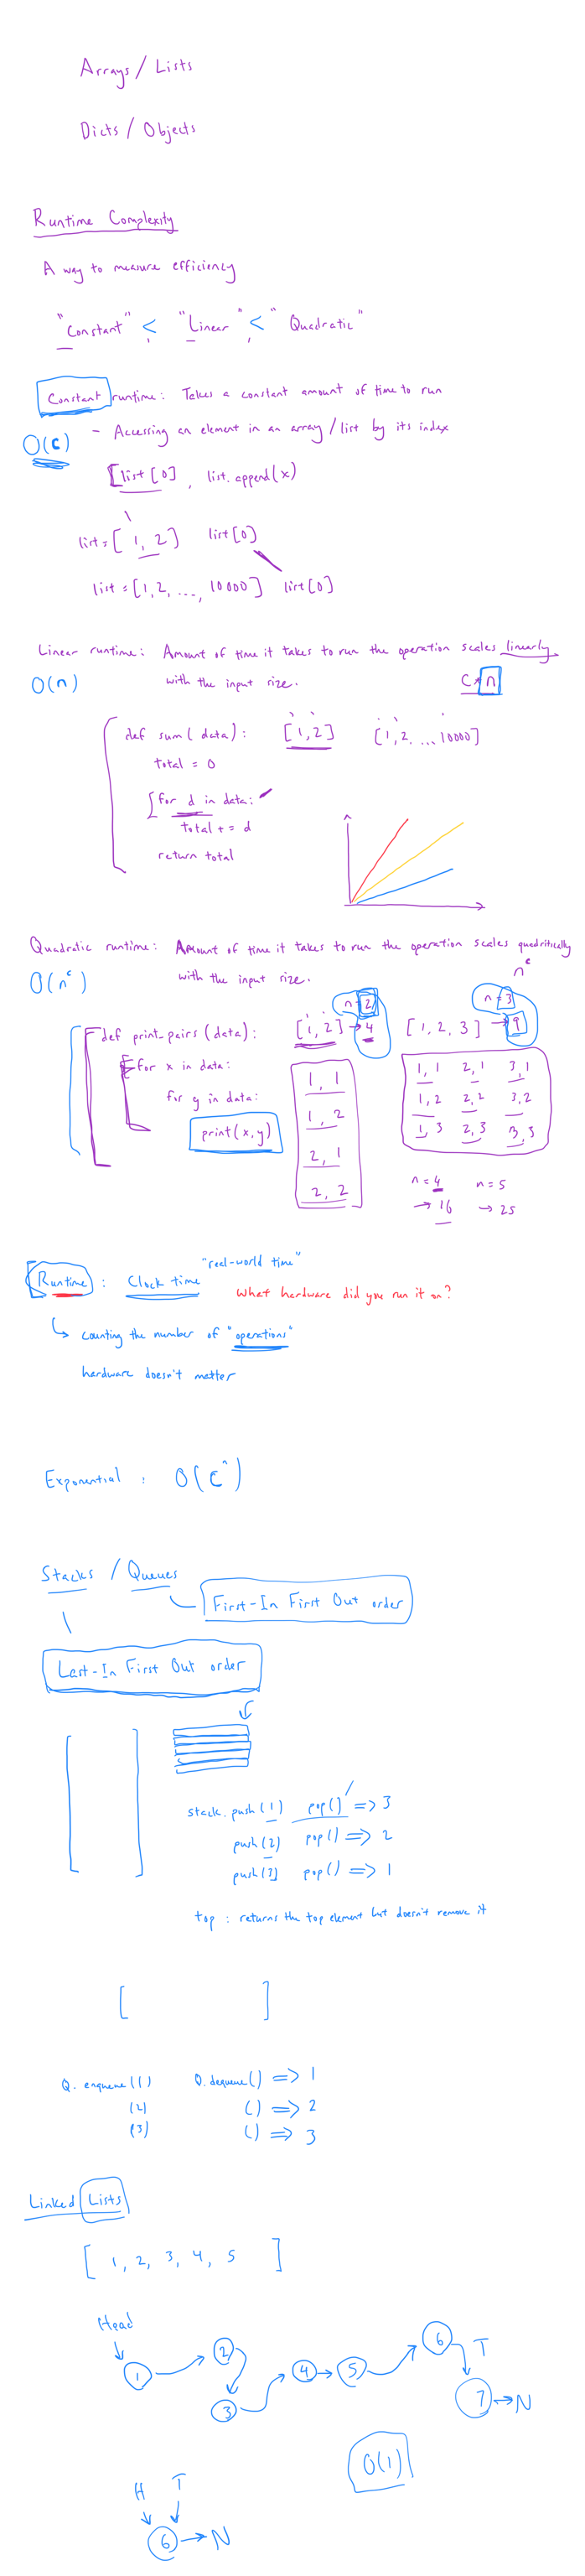 Arrays / Lists
Dicts / Objects
Runtime Complexity
A way to measure efficiency
"Constant" < "Linear" < "Quadratic"
Constant runtime: Takes a constant amount of time to run
O(c) - Accessing an element in an array / list by its index
list[0], list.append(x)
list = [1, 2] list[0]
list = [1, 2, ..., 10000] list[0]
Linear runtime: Amount of time it takes to run the operation scales linearly
O(n) with the input size. C * n
def sum(data): [1, 2] [1, 2, ... 10000]
total = 0
for d in data:
total += d
return total
Quadratic runtime: Amount of time it takes to run the operation scales quadritically
O(n^c) with the input size. n^c
n = 2 n = 3
def print_pairs(data): [1, 2] → 4 [1, 2, 3] → 9
for x in data: 1, 1 1, 1 2, 1 3, 1
for y in data: 1, 2 1, 2 2, 2 3, 2
print(x, y) 2, 1 1, 3 2, 3 3, 3
2, 2 n = 4 n = 5
→ 16 → 25
"real-world time"
Runtime: Clock time What hardware did you run it on?
↳ counting the number of "operations"
hardware doesn't matter
Exponential: O(c^n)
Stacks / Queues
First-In First Out order
Last-In First Out order
stack.push(1) pop() => 3
push(2) pop() => 2
push(3) pop() => 1
top: returns the top element but doesn't remove it
[ ]
Q.enqueue(1) Q.dequeue() => 1
(2) () => 2
(3) () => 3
Linked Lists
[ 1, 2, 3, 4, 5 ]
Head
1 → 2 → 3 → 4 → 5 → 6 → 7 → N
T
O(1)
H T
6 → N